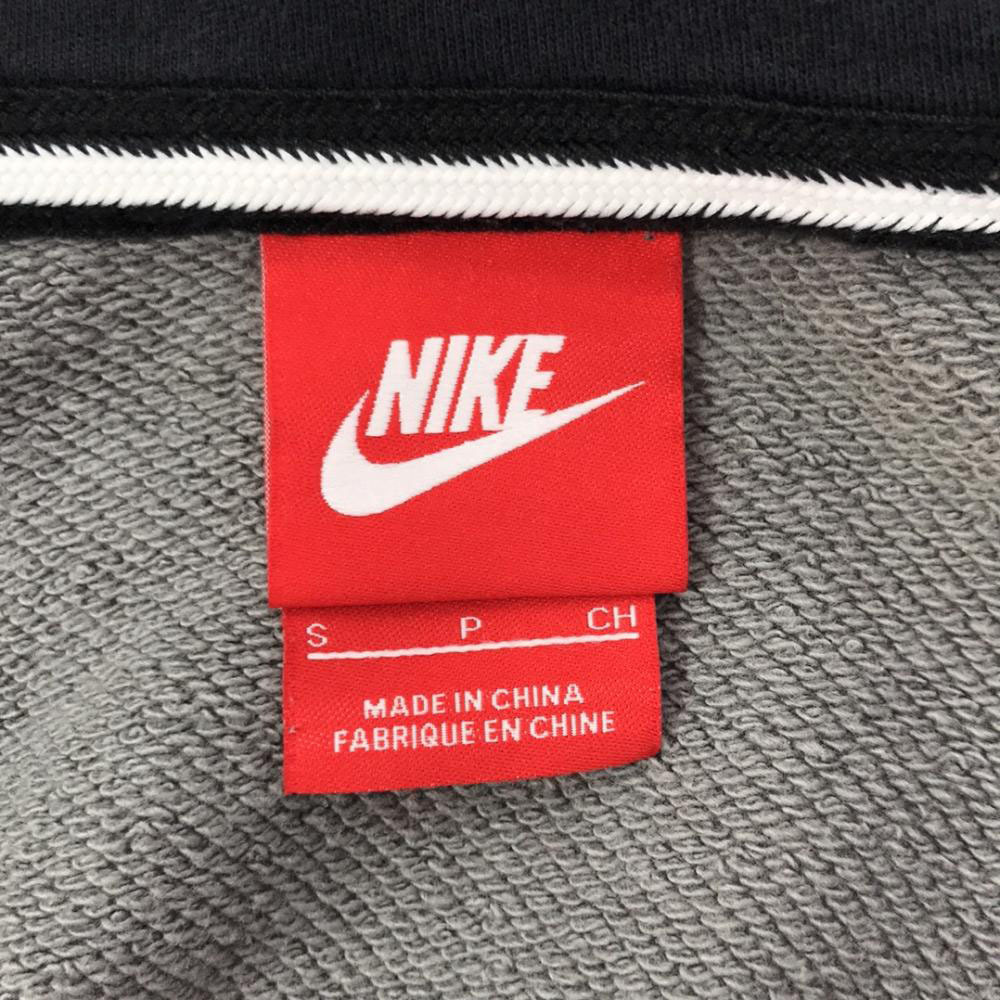 NIKE
S P CH
MADE IN CHINA
FABRIQUE EN CHINE